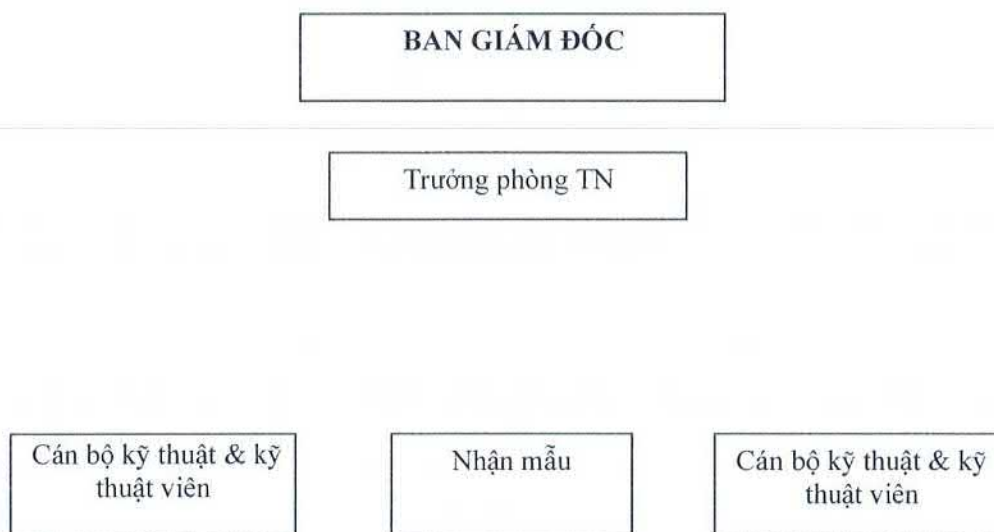 BAN GIÁM ĐỐC
Trưởng phòng TN
Cán bộ kỹ thuật & kỹ
thuật viên
Nhận mẫu
Cán bộ kỹ thuật & kỹ
thuật viên